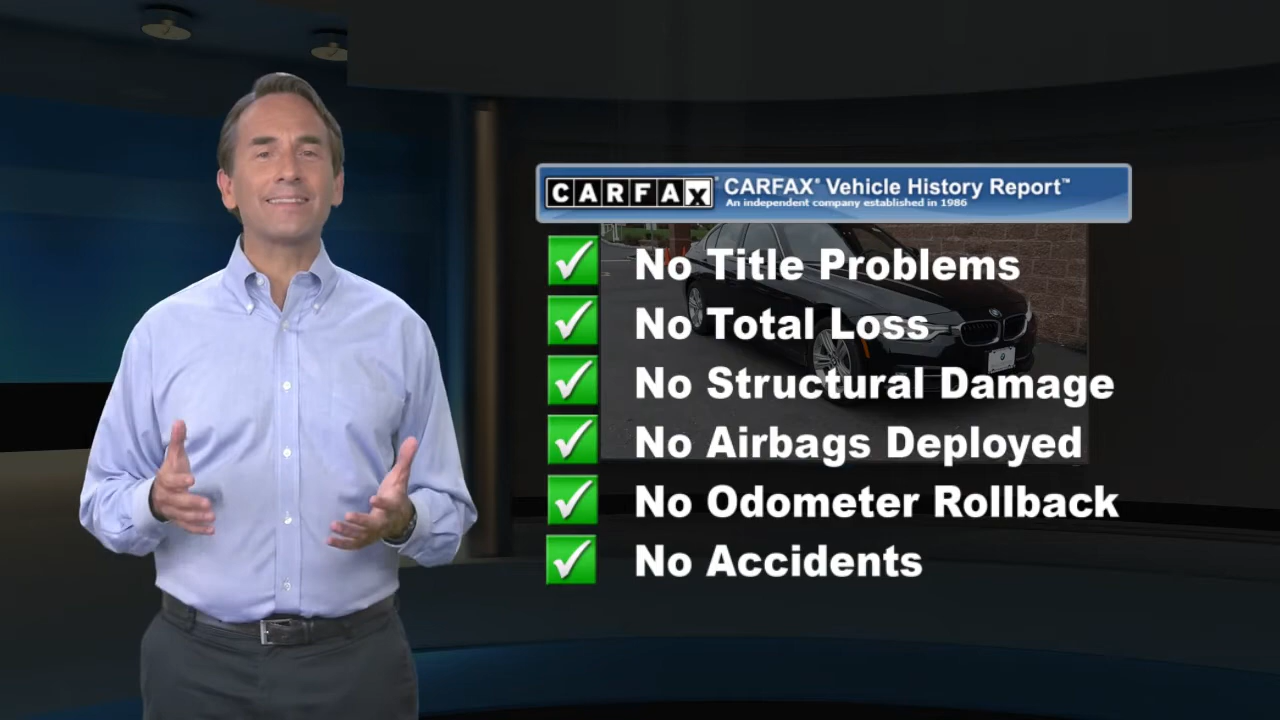 CARFAX® CARFAX® Vehicle History Report™
An independent company established in 1986
No Title Problems
No Total Loss
No Structural Damage
No Airbags Deployed
No Odometer Rollback
No Accidents